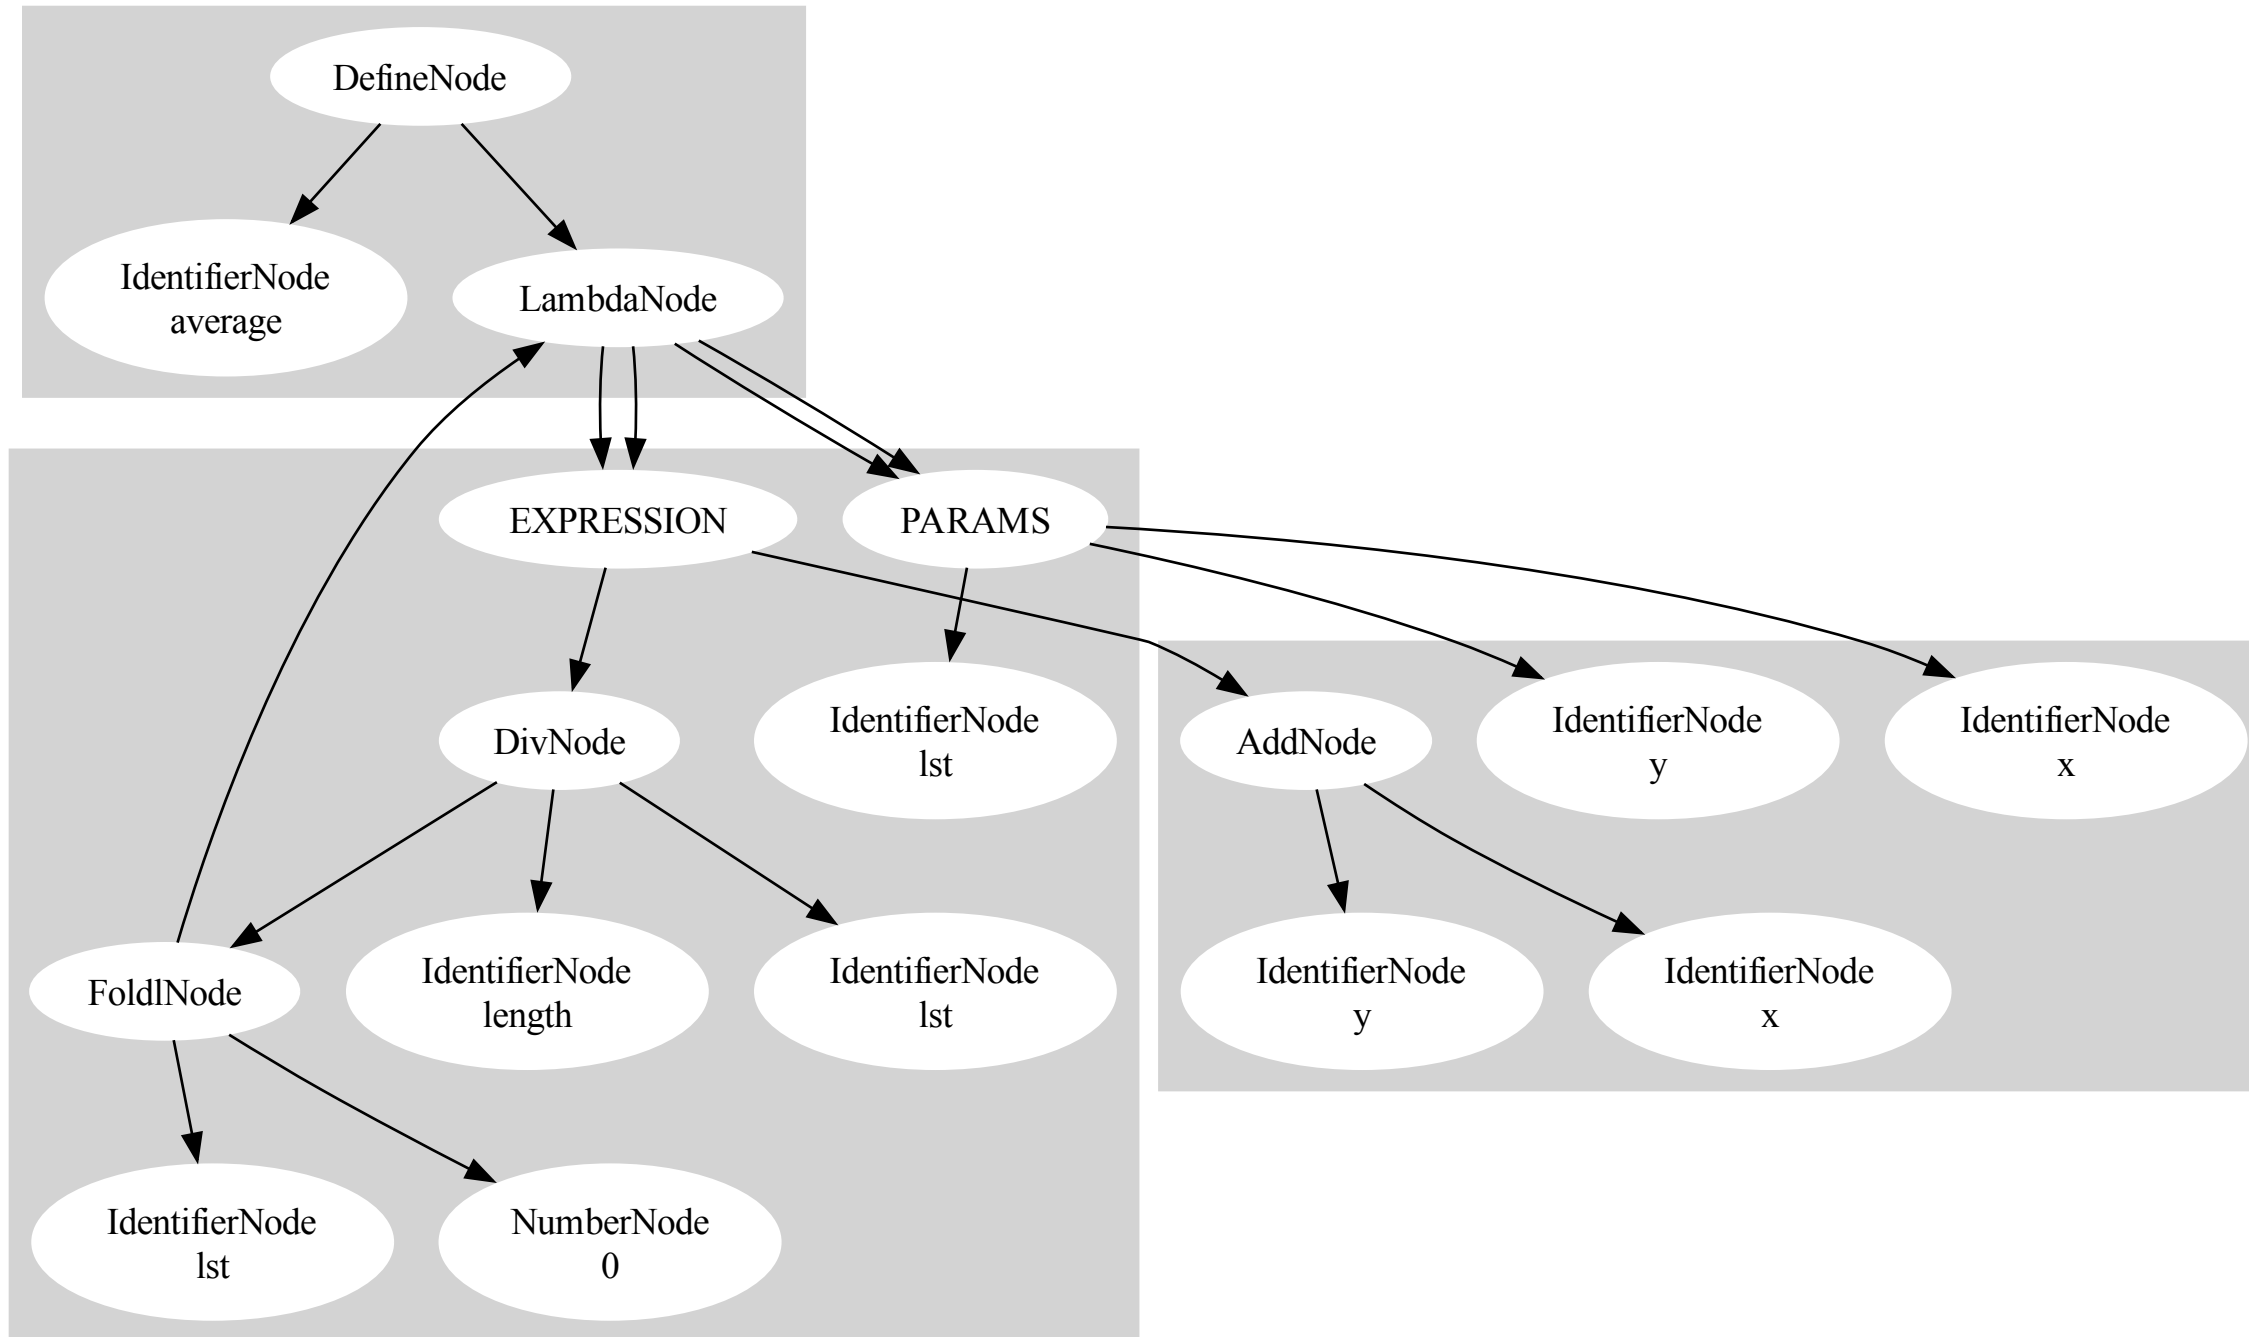 DefineNode
IdentifierNode
average
LambdaNode
EXPRESSION
PARAMS
DivNode
IdentifierNode
lst
AddNode
IdentifierNode
y
IdentifierNode
x
FoldlNode
IdentifierNode
length
IdentifierNode
lst
IdentifierNode
y
IdentifierNode
x
IdentifierNode
lst
NumberNode
0